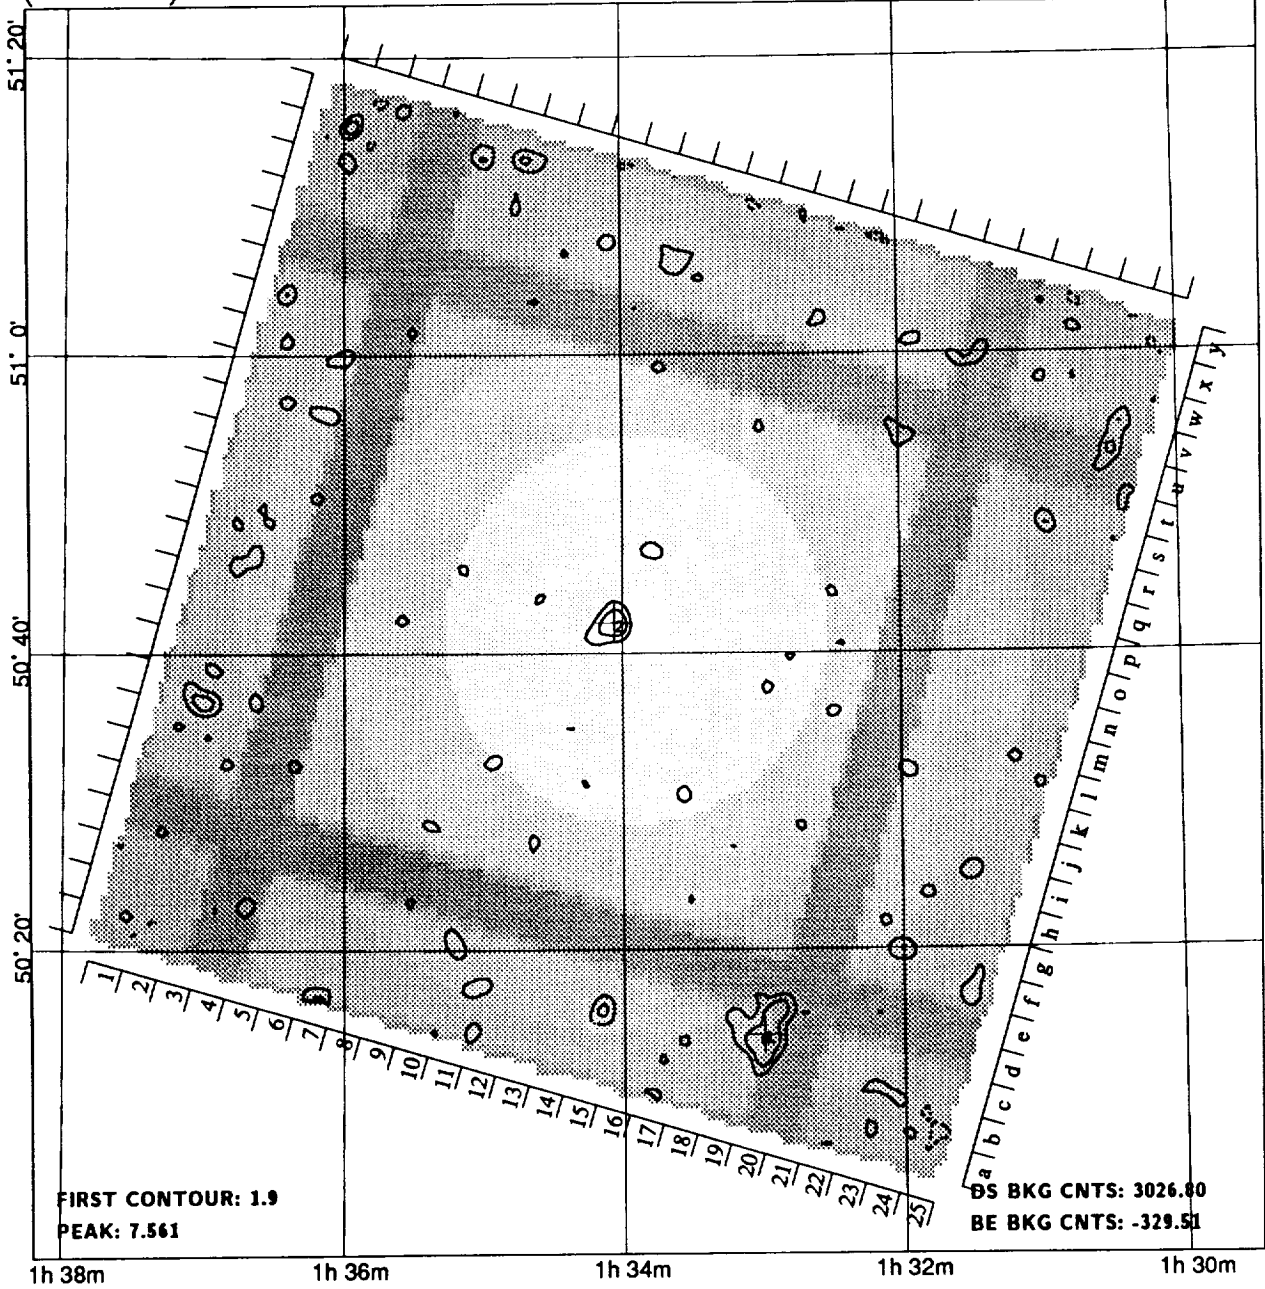 51° 20'
51° 0'
50° 40'
50° 20'
1 2 3 4 5 6 7 8 9 10 11 12 13 14 15 16 17 18 19 20 21 22 23 24 25
a b c d e f g h i j k l m n o p q r s t u v w x y
2
FIRST CONTOUR: 1.9
PEAK: 7.561
DS BKG CNTS: 3026.80
BE BKG CNTS: -329.51
1h 38m
1h 36m
1h 34m
1h 32m
1h 30m